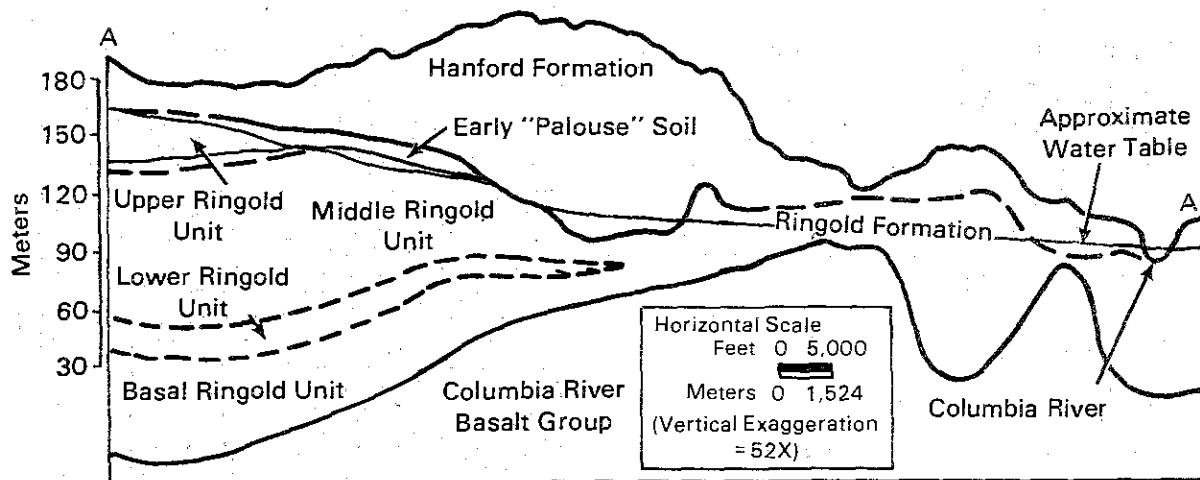 A
180
150
120
90
60
30
Meters
Hanford Formation
Early "Palouse" Soil
Approximate
Water Table
A
Upper Ringold
Unit
Middle Ringold
Unit
Ringold Formation
Lower Ringold
Unit
Basal Ringold Unit
Columbia River
Basalt Group
Horizontal Scale
Feet 0 5,000
Meters 0 1,524
(Vertical Exaggeration
= 52X)
Columbia River